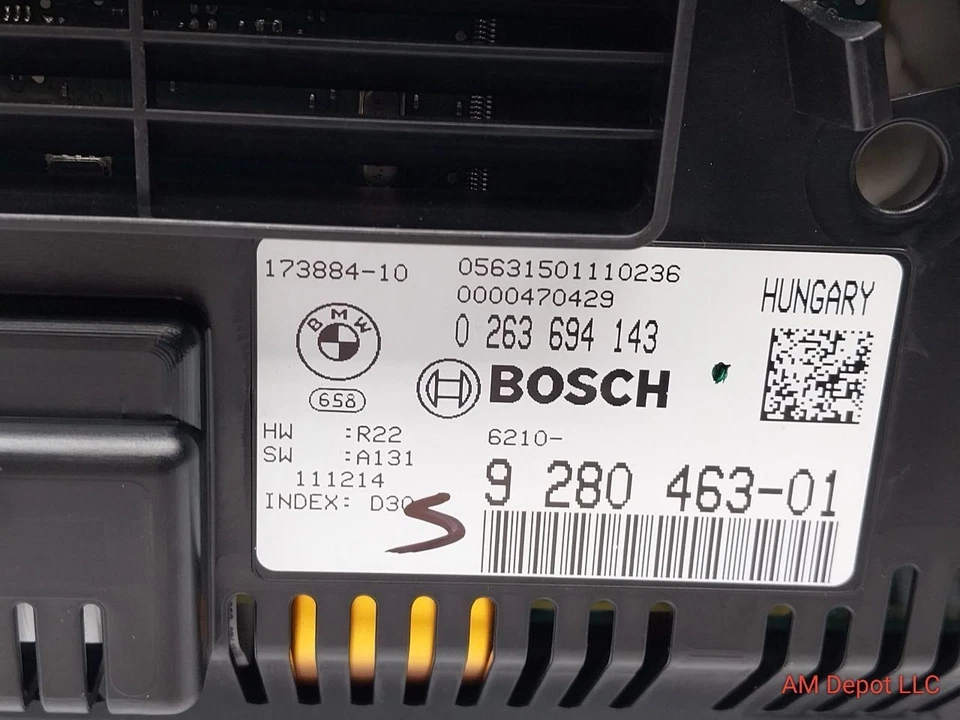 173884-10
05631501110236
0000470429
HUNGARY
0 263 694 143
BMW
658
BOSCH
HW :R22
SW :A131
111214
INDEX: D30
S
6210-
9 280 463-01
AM Depot LLC